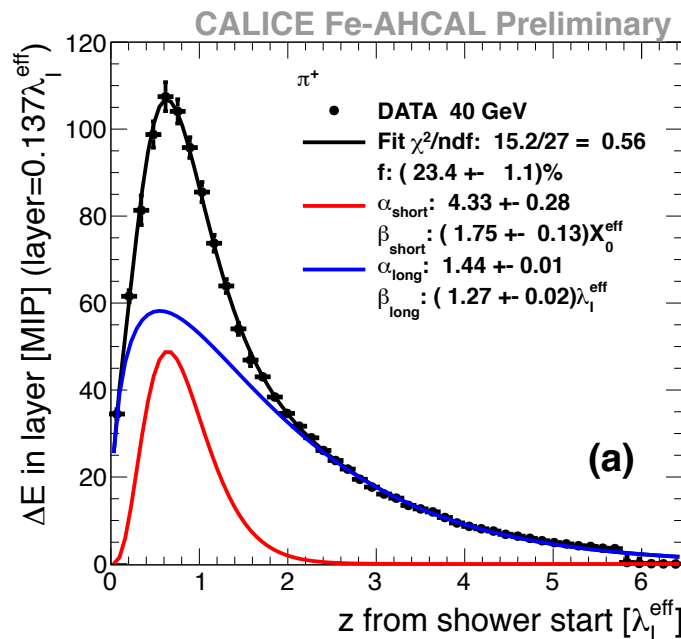 CALICE Fe-AHCAL Preliminary
ΔE in layer [MIP] (layer=0.137λ_I^eff)
120
100
80
60
40
20
0
π+
DATA 40 GeV
Fit χ²/ndf: 15.2/27 = 0.56
f: ( 23.4 +- 1.1)%
α_short: 4.33 +- 0.28
β_short: ( 1.75 +- 0.13)X_0^eff
α_long: 1.44 +- 0.01
β_long: ( 1.27 +- 0.02)λ_I^eff
(a)
0 1 2 3 4 5 6
z from shower start [λ_I^eff]